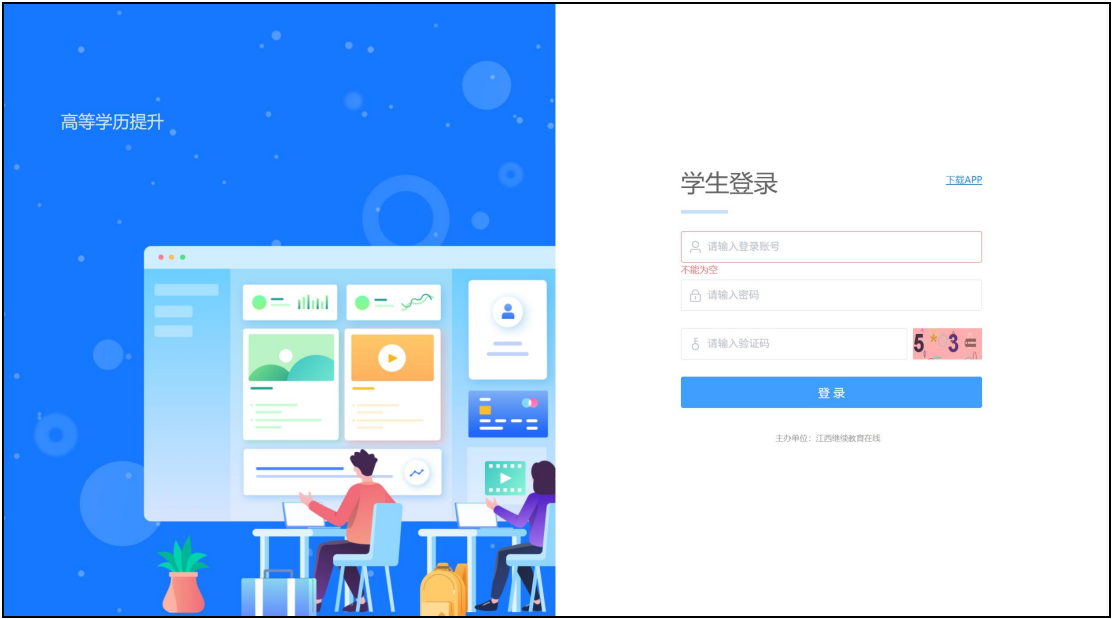 高等学历提升
学生登录
下载APP
请输入登录账号
不能为空
请输入密码
请输入验证码
5 * 3 =
登 录
主办单位：江西继续教育在线